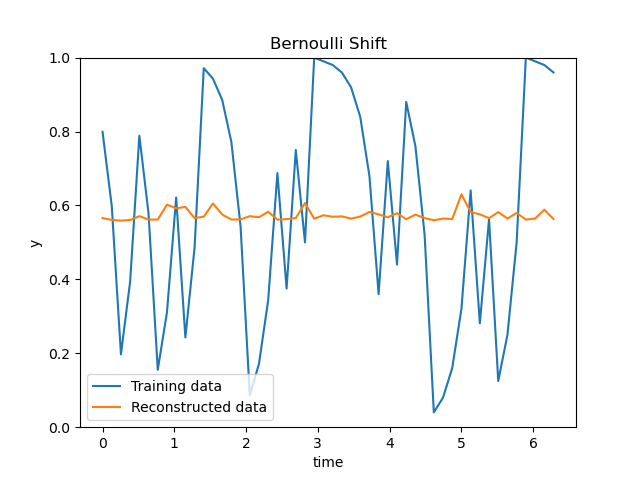 Bernoulli Shift
y
1.0
0.8
0.6
0.4
0.2
0.0
Training data
Reconstructed data
0 1 2 3 4 5 6
time